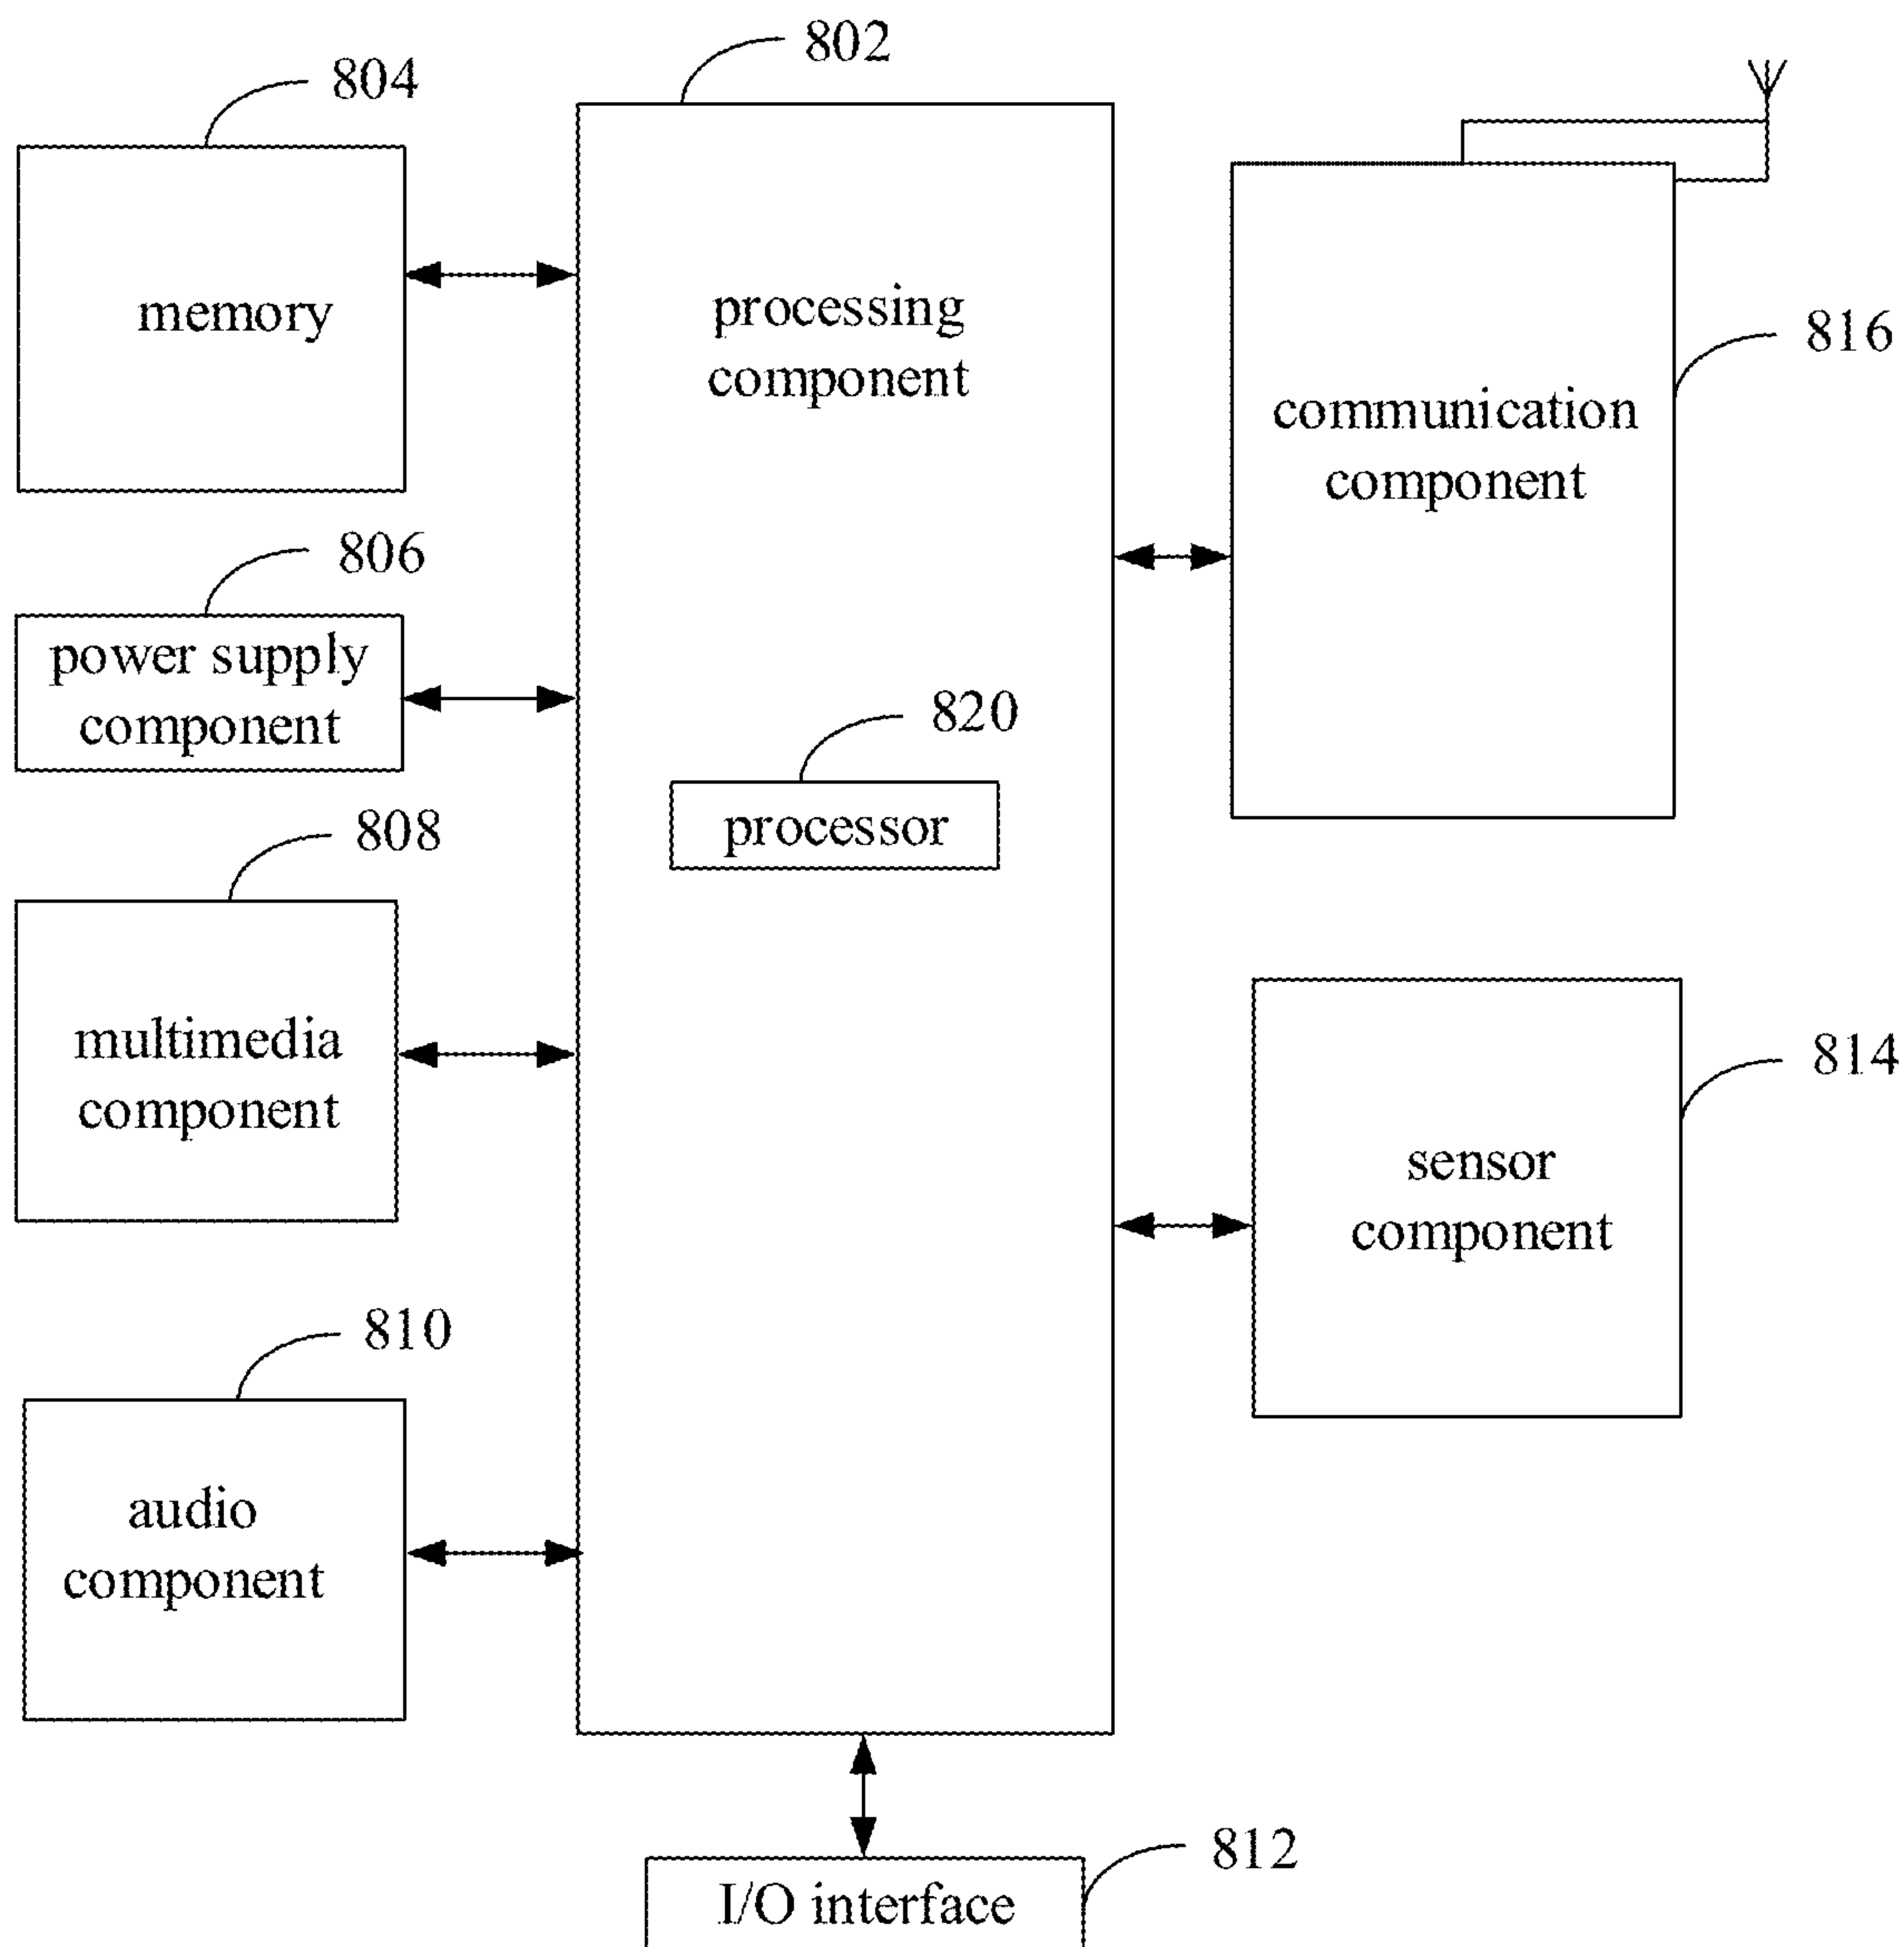 802
804
memory
processing
component
816
communication
component
806
power supply
component
820
processor
808
multimedia
component
814
sensor
component
810
audio
component
812
I/O interface